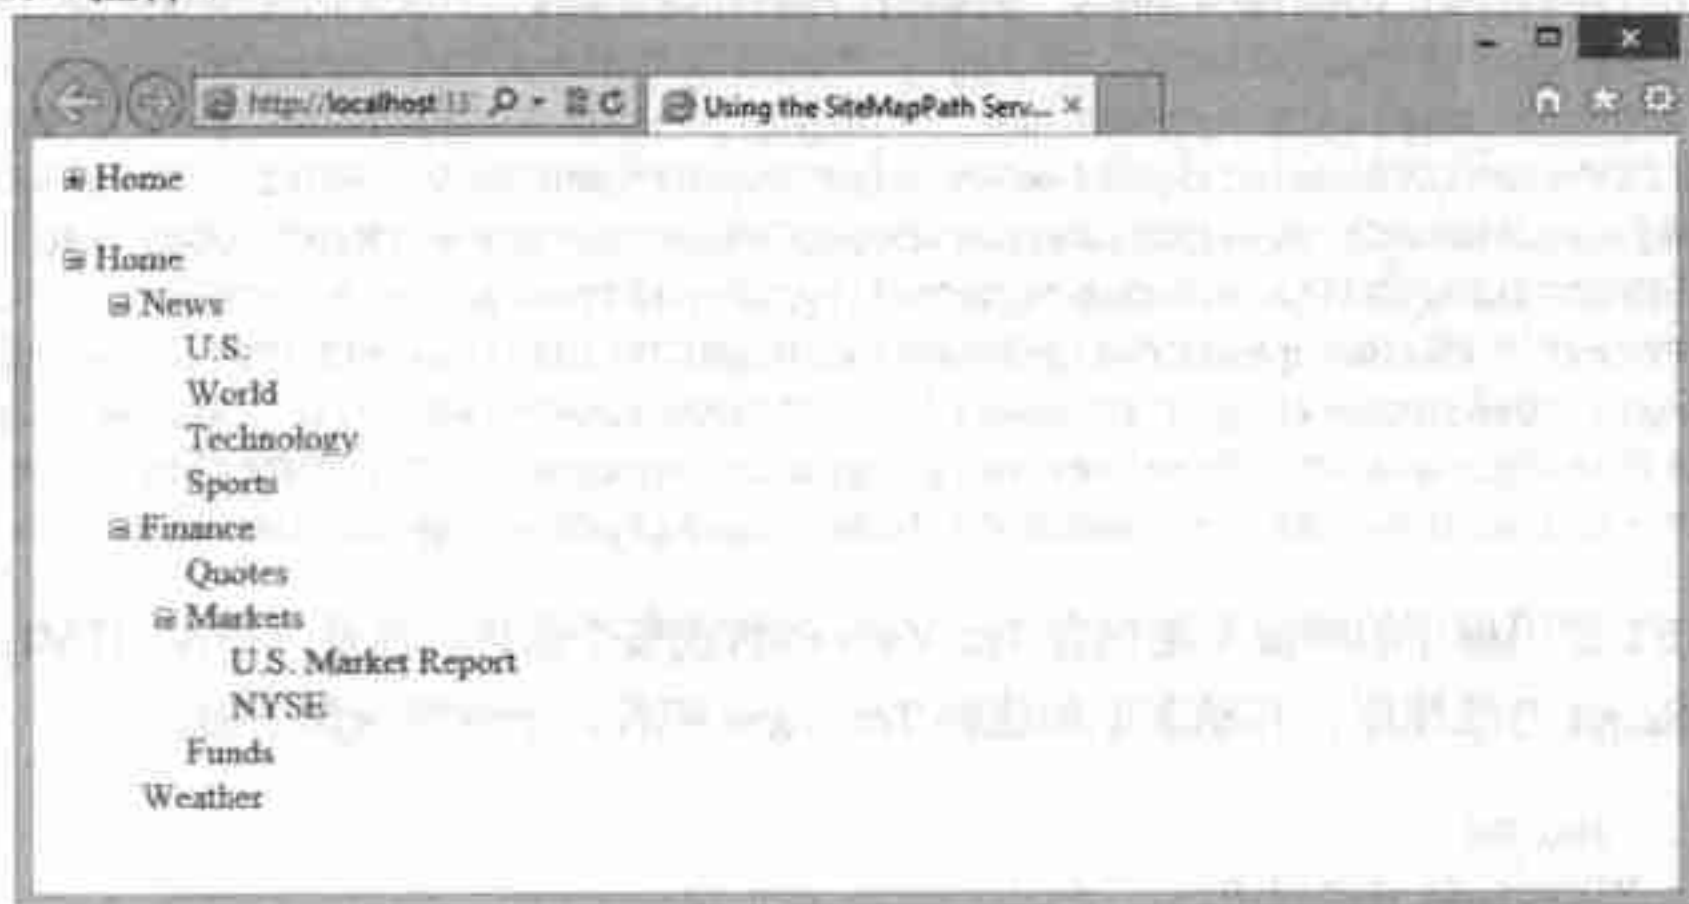 http://localhost:13
Using the SiteMapPath Serv...
Home
Home
News
U.S.
World
Technology
Sports
Finance
Quotes
Markets
U.S. Market Report
NYSE
Funds
Weather